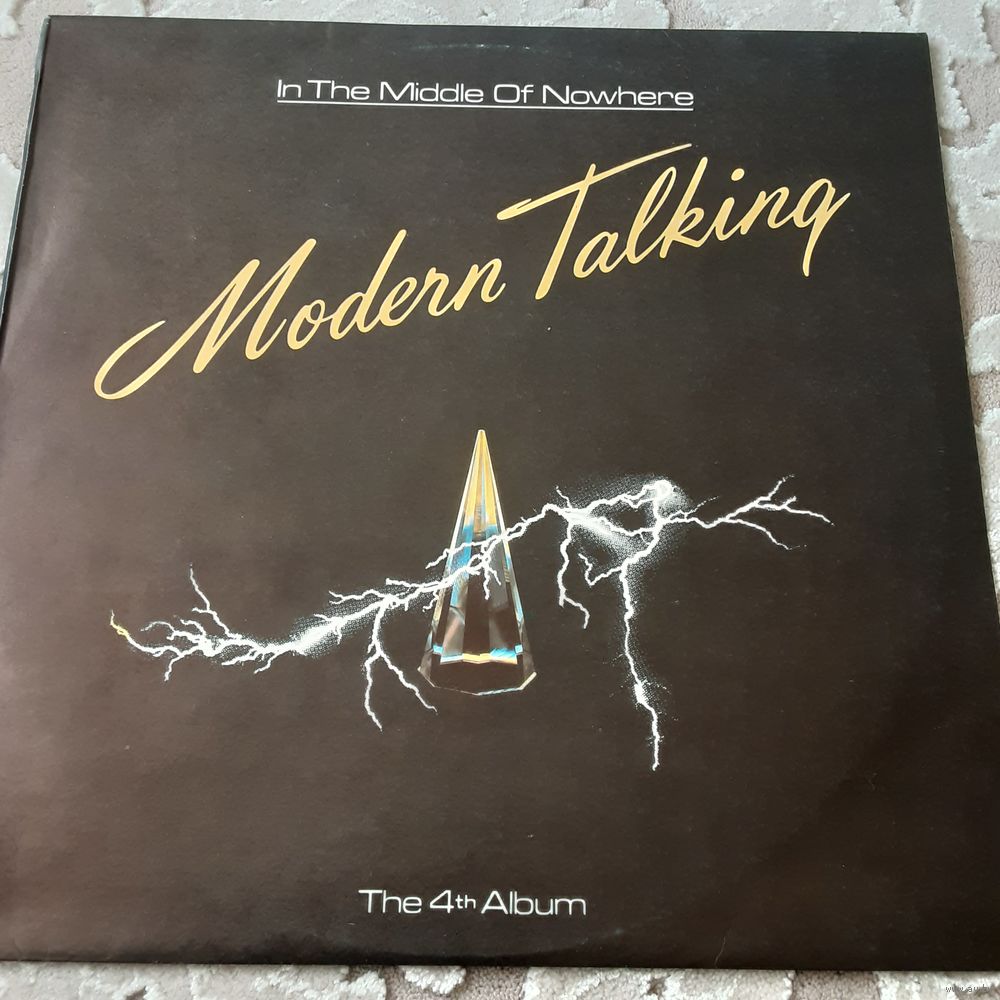 In The Middle Of Nowhere
Modern Talking
The 4th Album